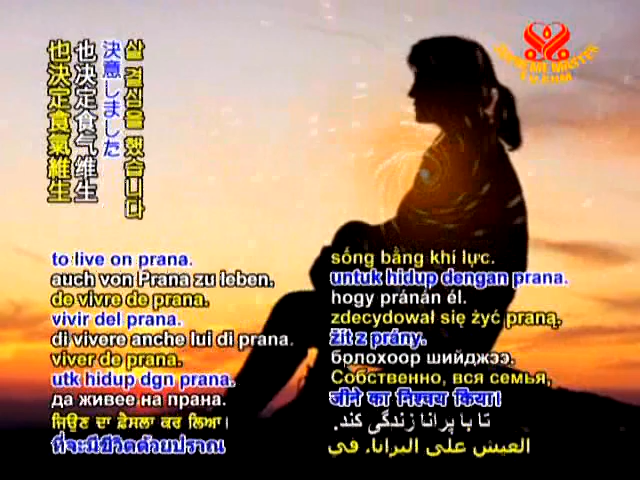 也決定食氣維生
也决定食气维生
決意しました
살 결심을 했습니다
SUPREME MASTER
to live on prana.
auch von Prana zu leben.
de vivre de prana.
vivir del prana.
di vivere anche lui di prana.
viver de prana.
utk hidup dgn prana.
да живее на прана.
ਜਿਊਣ ਦਾ ਫ਼ੈਸਲਾ ਕਰ ਲਿਆ।
ที่จะมีชีวิตด้วยปราณ
sống bằng khí lực.
untuk hidup dengan prana.
hogy pránán él.
zdecydował się żyć praną.
žít z prány.
болохоор шийджээ.
Собственно, вся семья,
जीने का निश्चय किया।
تا با پرانا زندگی کند.
العيش على البرانا. في